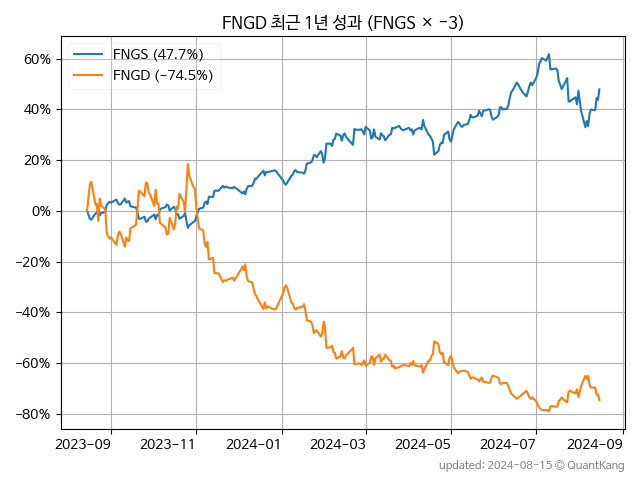 FNGD 최근 1년 성과 (FNGS × −3)
FNGS (47.7%)
FNGD (−74.5%)
60%
40%
20%
0%
−20%
−40%
−60%
−80%
2023-09 2023-11 2024-01 2024-03 2024-05 2024-07 2024-09
updated: 2024-08-15 © QuantKang